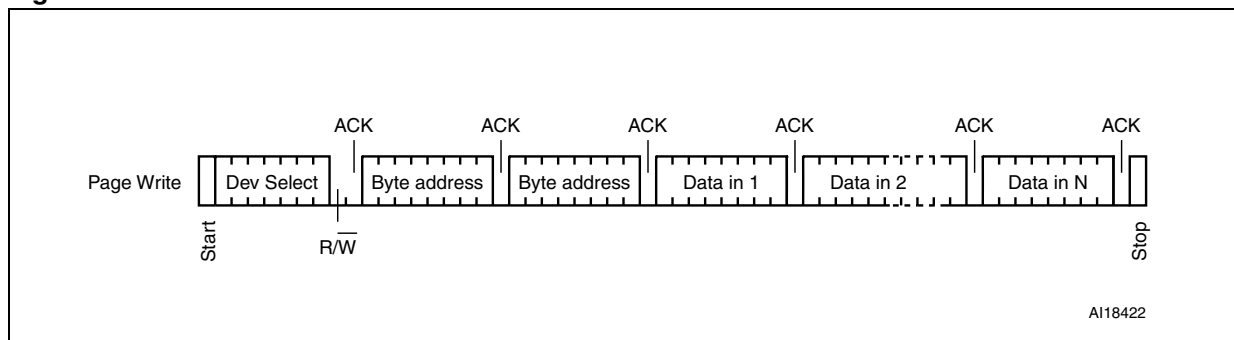 ACK ACK ACK ACK ACK ACK
Page Write Dev Select Byte address Byte address Data in 1 Data in 2 Data in N
Start R/W̅ Stop
AI18422